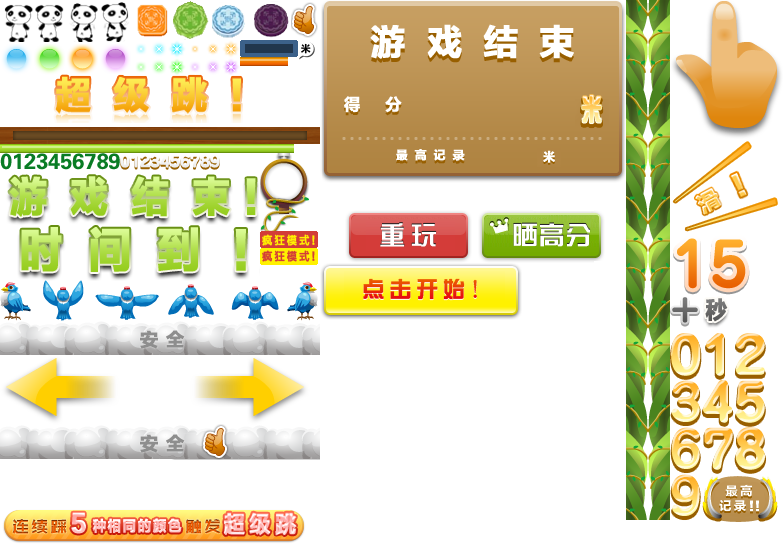 米
超级跳！
0123456789
0123456789
游戏结束！
时间到！
疯狂模式！
疯狂模式！
安全
安全
连续踩5种相同的颜色触发超级跳
游戏结束
得分
米
最高记录 米
重玩
晒高分
点击开始！
滑！
15
+秒
012
345
678
9
最高
记录!!